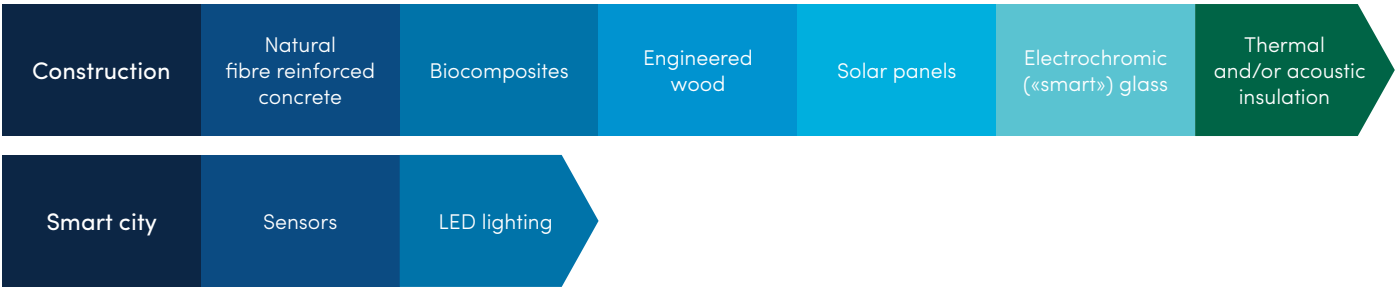 Construction
Natural
fibre reinforced
concrete
Biocomposites
Engineered
wood
Solar panels
Electrochromic
(«smart») glass
Thermal
and/or acoustic
insulation
Smart city
Sensors
LED lighting